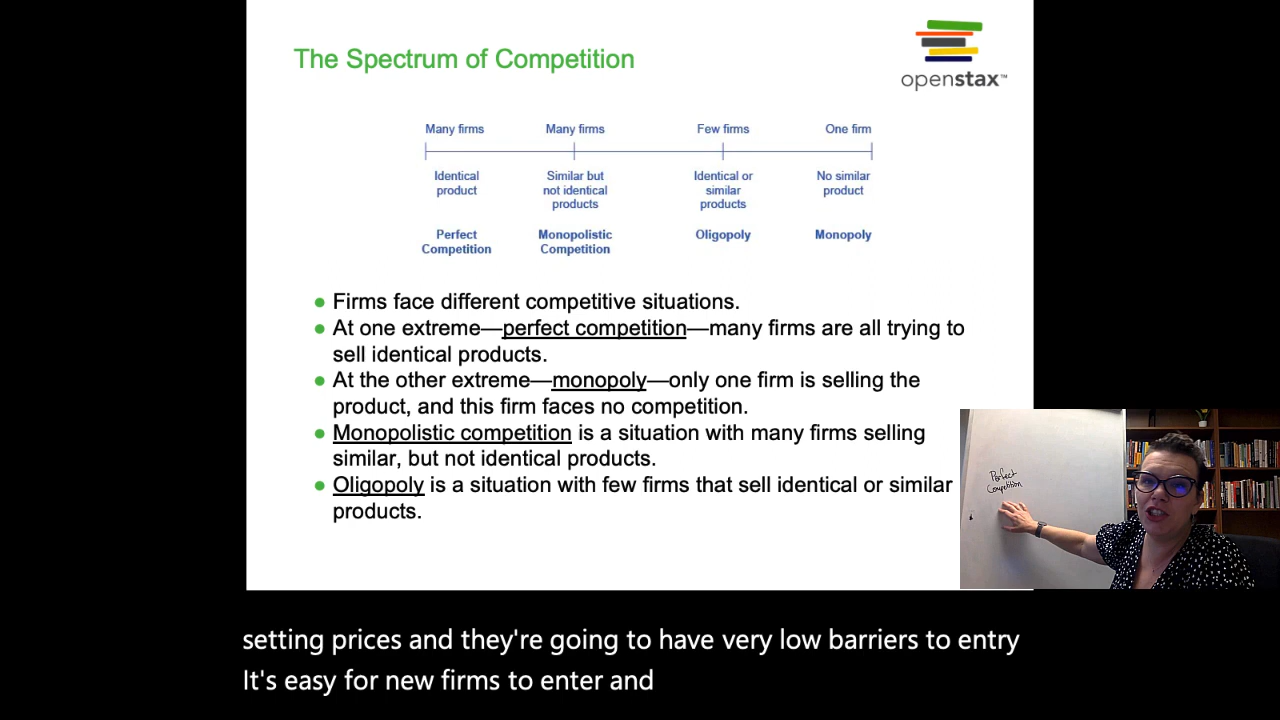 The Spectrum of Competition
openstax™
Many firms
Many firms
Few firms
One firm
Identical
product
Similar but
not identical
products
Identical or
similar
products
No similar
product
Perfect
Competition
Monopolistic
Competition
Oligopoly
Monopoly
• Firms face different competitive situations.
• At one extreme—perfect competition—many firms are all trying to
sell identical products.
• At the other extreme—monopoly—only one firm is selling the
product, and this firm faces no competition.
• Monopolistic competition is a situation with many firms selling
similar, but not identical products.
• Oligopoly is a situation with few firms that sell identical or similar
products.
Perfect
Competition
setting prices and they're going to have very low barriers to entry
It's easy for new firms to enter and